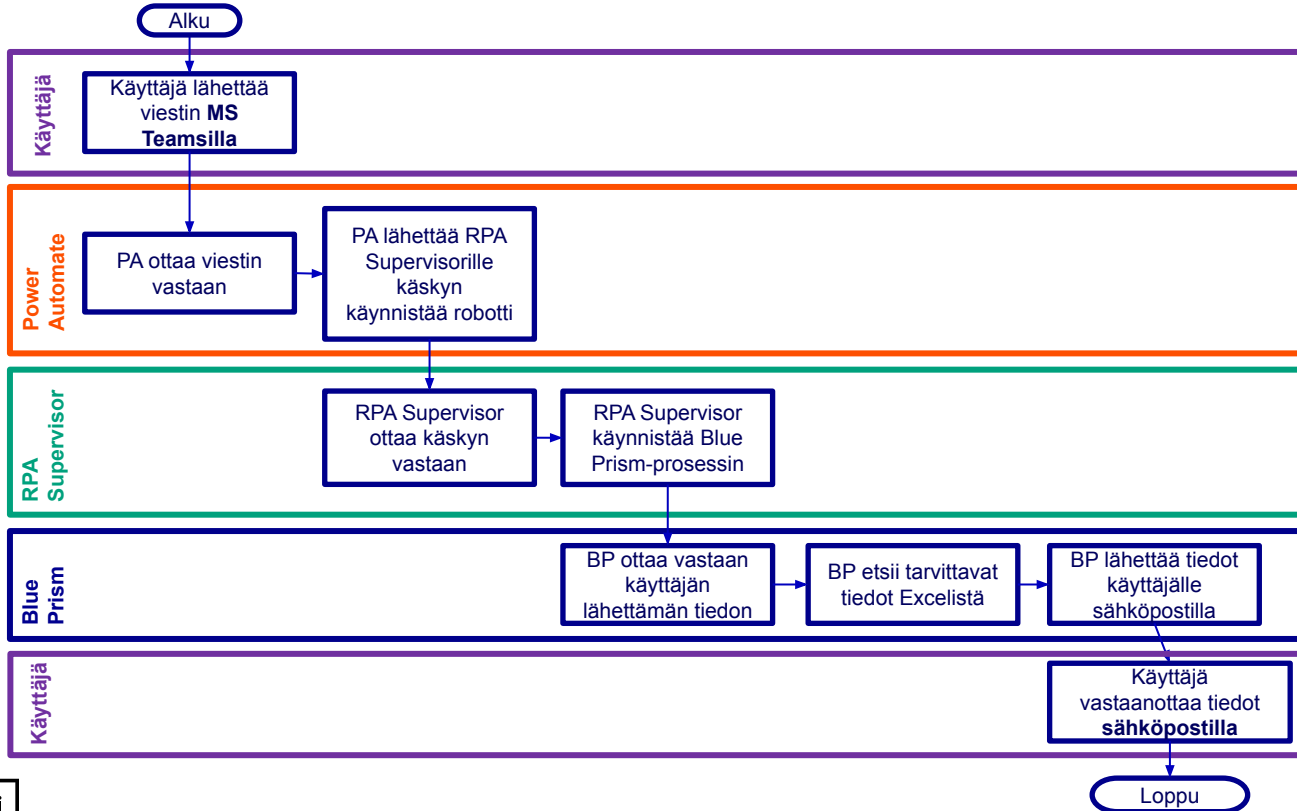 Alku
Käyttäjä
Käyttäjä lähettää
viestin MS
Teamsilla
Power
Automate
PA ottaa viestin
vastaan
PA lähettää RPA
Supervisorille
käskyn
käynnistää robotti
RPA
Supervisor
RPA Supervisor
ottaa käskyn
vastaan
RPA Supervisor
käynnistää Blue
Prism-prosessin
Blue
Prism
BP ottaa vastaan
käyttäjän
lähettämän tiedon
BP etsii tarvittavat
tiedot Excelistä
BP lähettää tiedot
käyttäjälle
sähköpostilla
Käyttäjä
Käyttäjä
vastaanottaa tiedot
sähköpostilla
Loppu